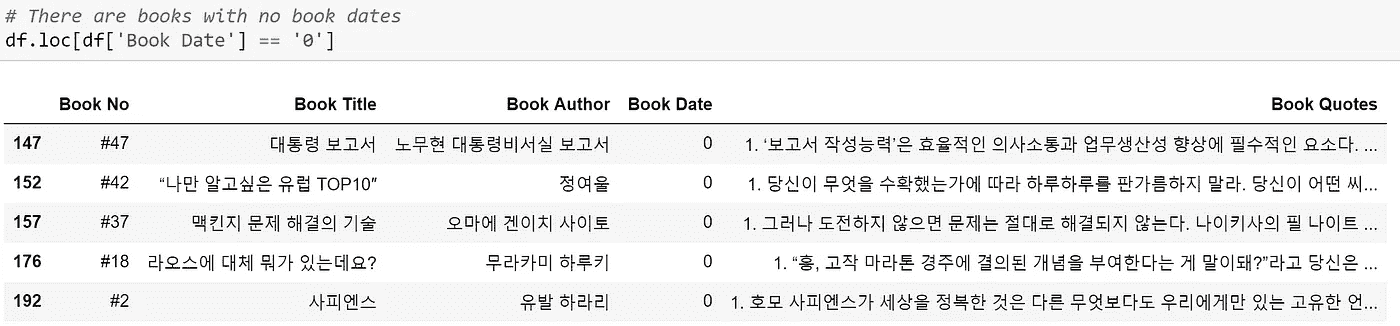 # There are books with no book dates
df.loc[df['Book Date'] == '0']
Book No Book Title Book Author Book Date Book Quotes
147 #47 대통령 보고서 노무현 대통령비서실 보고서 0 1. ‘보고서 작성능력’은 효율적인 의사소통과 업무생산성 향상에 필수적인 요소다. ...
152 #42 “나만 알고싶은 유럽 TOP10″ 정여울 0 1. 당신이 무엇을 수확했는가에 따라 하루하루를 판가름하지 말라. 당신이 어떤 씨...
157 #37 맥킨지 문제 해결의 기술 오마에 겐이치 사이토 0 1. 그러나 도전하지 않으면 문제는 절대로 해결되지 않는다. 나이키사의 필 나이트 ...
176 #18 라오스에 대체 뭐가 있는데요? 무라카미 하루키 0 1. “흥, 고작 마라톤 경주에 결의된 개념을 부여한다는 게 말이돼?”라고 당신은 ...
192 #2 사피엔스 유발 하라리 0 1. 호모 사피엔스가 세상을 정복한 것은 다른 무엇보다도 우리에게만 있는 고유한 언...